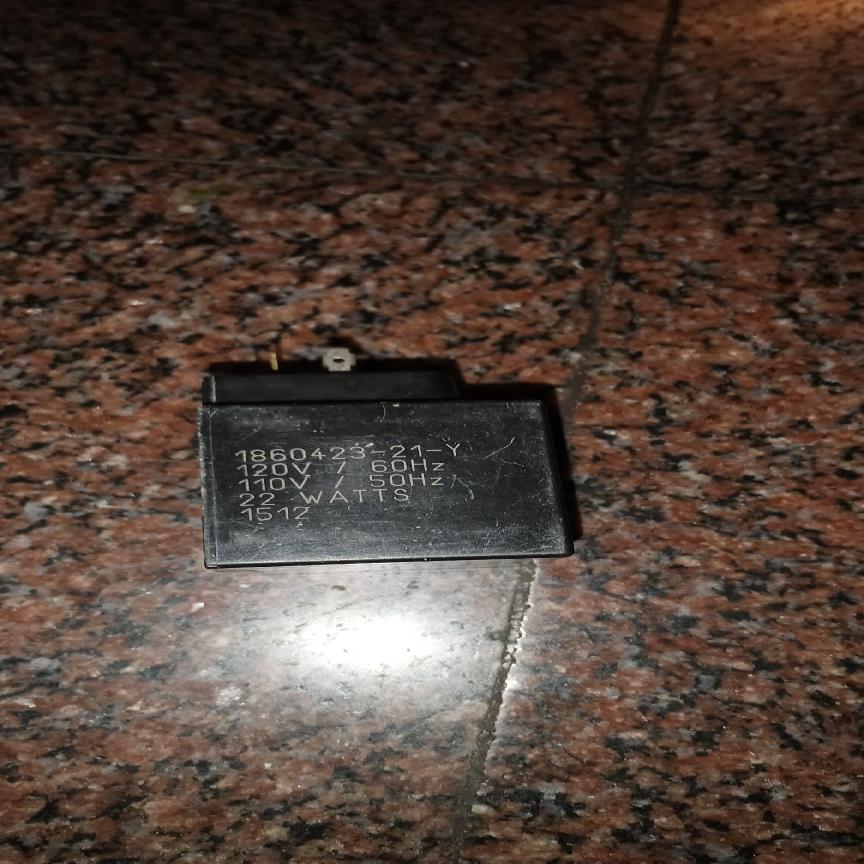 1860423-21-Y
120V / 60Hz
110V / 50Hz
22 WATTS
1512